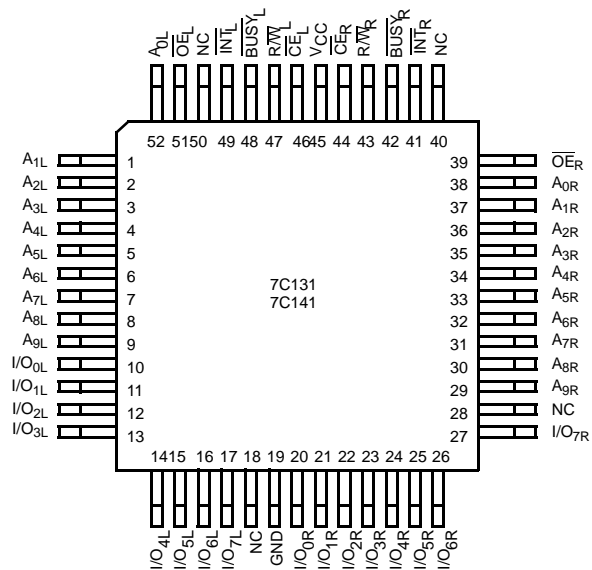 A0L
OEL
NC
INTL
BUSYL
R/WL
CEL
VCC
CER
R/WR
BUSYR
INTR
NC
52 51 50 49 48 47 46 45 44 43 42 41 40
A1L 1 39 OER
A2L 2 38 A0R
A3L 3 37 A1R
A4L 4 36 A2R
A5L 5 35 A3R
A6L 6 34 A4R
7C131
A7L 7 33 A5R
7C141
A8L 8 32 A6R
A9L 9 31 A7R
I/O0L 10 30 A8R
I/O1L 11 29 A9R
I/O2L 12 28 NC
I/O3L 13 27 I/O7R
14 15 16 17 18 19 20 21 22 23 24 25 26
I/O4L
I/O5L
I/O6L
I/O7L
NC
GND
I/O0R
I/O1R
I/O2R
I/O3R
I/O4R
I/O5R
I/O6R